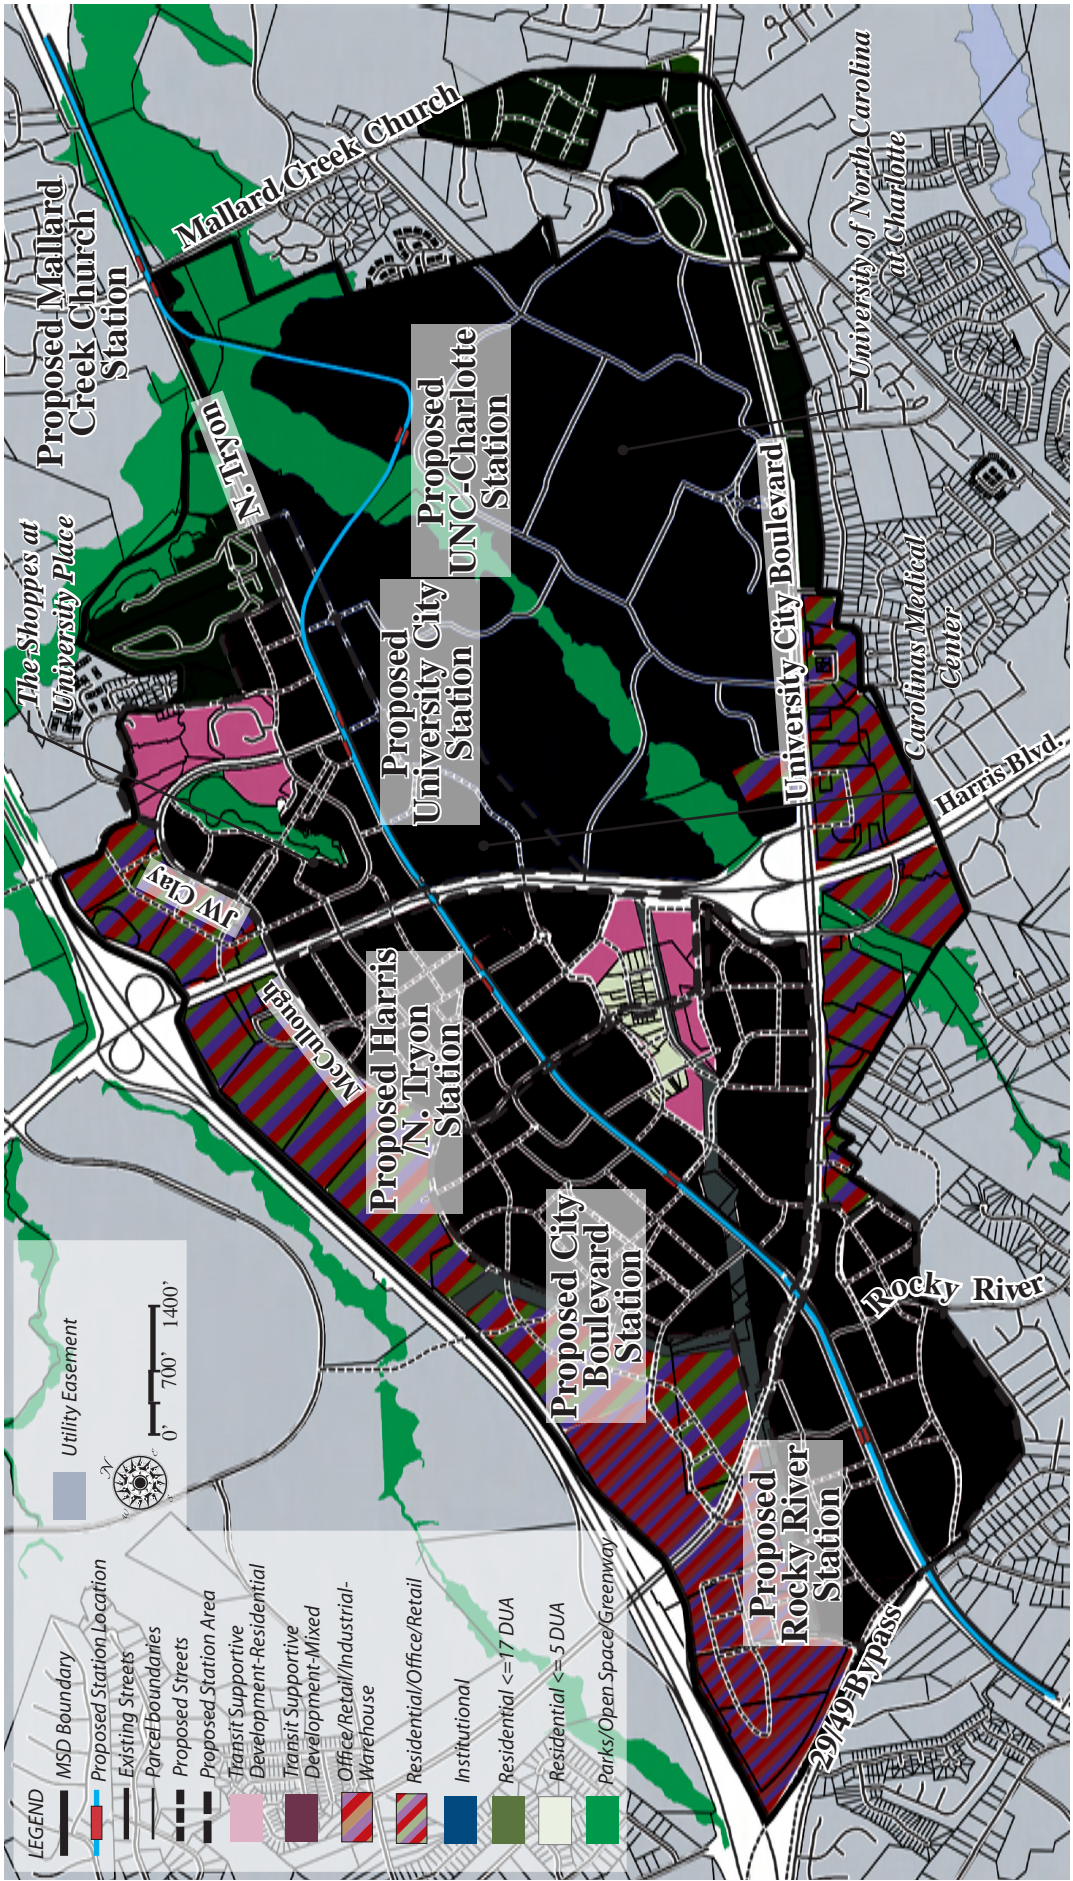 Proposed Mallard
Creek Church
Station
Mallard Creek Church
N. Tryon
The Shoppes at
University Place
Proposed
UNC-Charlotte
Station
University of North Carolina
at Charlotte
Proposed
University City
Station
University City Boulevard
Carolinas Medical
Center
Harris Blvd.
JW Clay
McCullough
Proposed Harris
/N. Tryon
Station
Proposed City
Boulevard
Station
Rocky River
Proposed
Rocky River
Station
29/49 Bypass
Utility Easement
N
0'
700'
1400'
LEGEND
MSD Boundary
Proposed Station Location
Existing Streets
Parcel boundaries
Proposed Streets
Proposed Station Area
Transit Supportive
Development-Residential
Transit Supportive
Development-Mixed
Office/Retail/Industrial-
Warehouse
Residential/Office/Retail
Institutional
Residential <=17 DUA
Residential <= 5 DUA
Parks/Open Space/Greenway